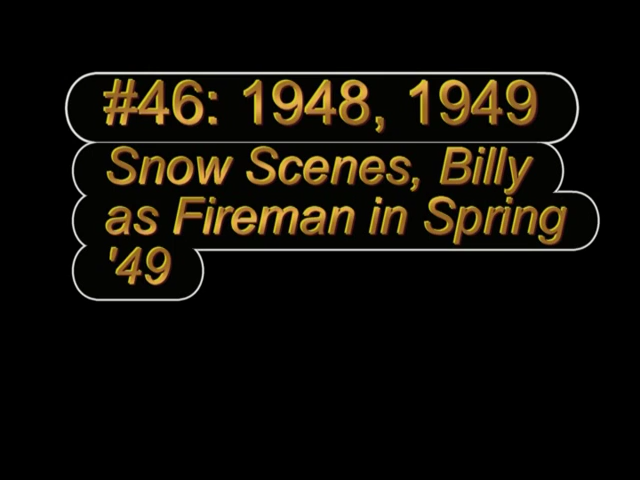 #46: 1948, 1949
Snow Scenes, Billy
as Fireman in Spring
'49